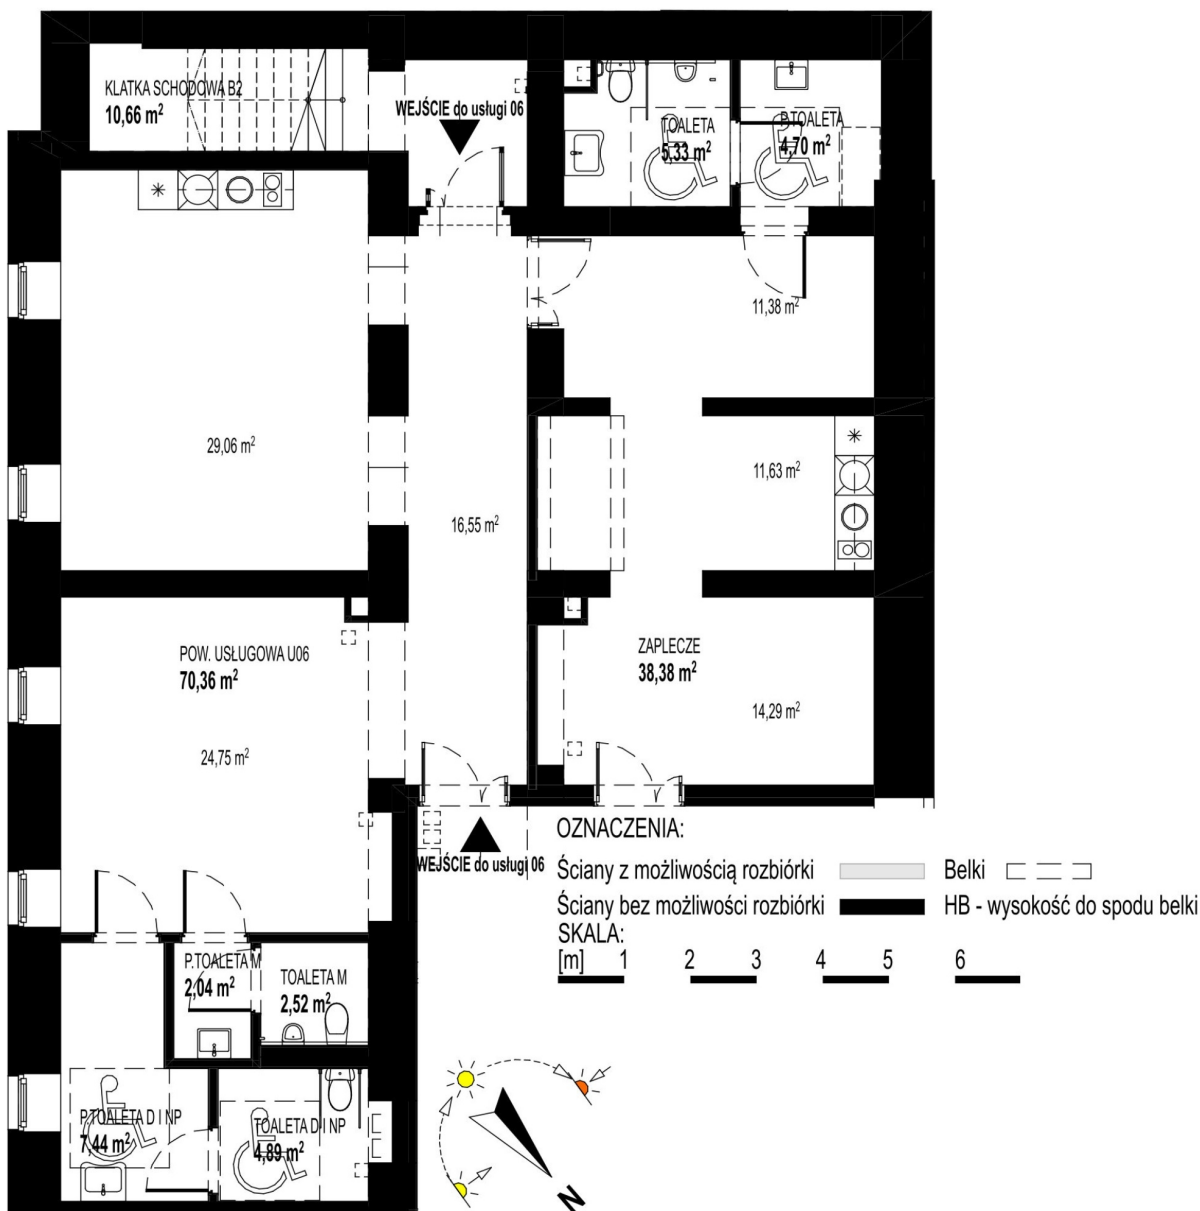 KLATKA SCHODOWA B2
10,66 m²
WEJŚCIE do usługi 06
TOALETA
5,33 m²
P.TOALETA
4,70 m²
11,38 m²
29,06 m²
11,63 m²
16,55 m²
POW. USŁUGOWA U06
70,36 m²
ZAPLECZE
38,38 m²
14,29 m²
24,75 m²
WEJŚCIE do usługi 06
OZNACZENIA:
Ściany z możliwością rozbiórki
Belki
Ściany bez możliwości rozbiórki
HB - wysokość do spodu belki
SKALA:
[m] 1 2 3 4 5 6
P.TOALETA M
2,04 m²
TOALETA M
2,52 m²
P.TOALETA D I NP
7,44 m²
TOALETA D I NP
4,89 m²
N